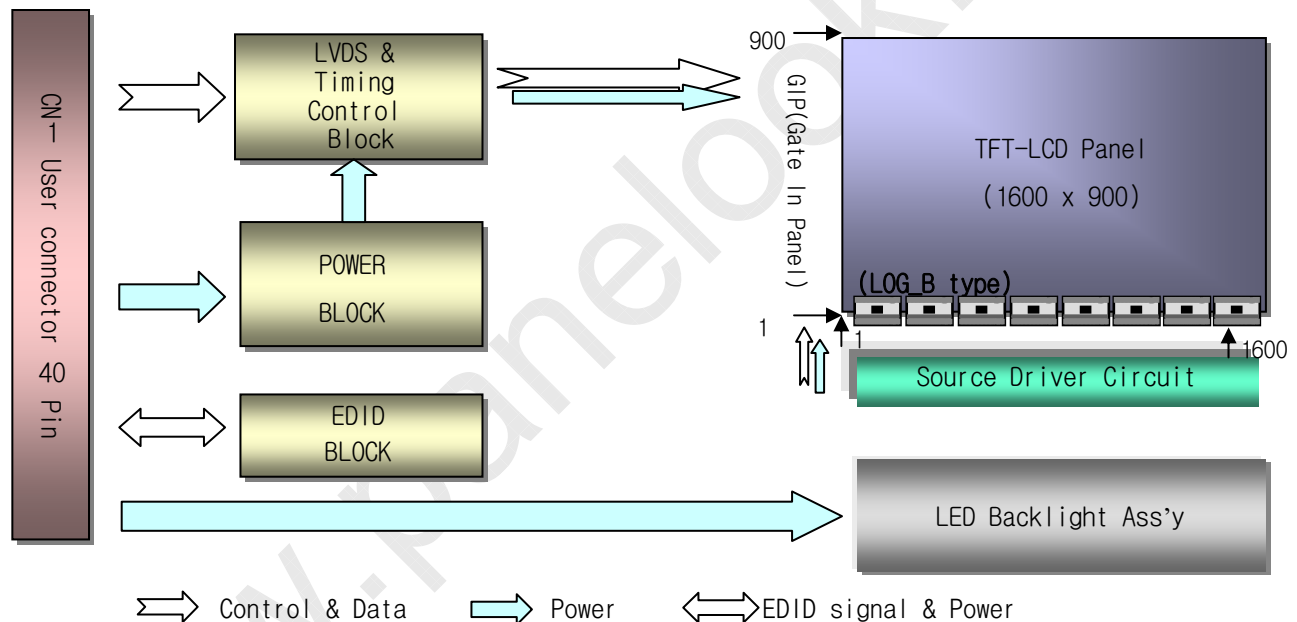 CN1- User connector 40 Pin
LVDS &
Timing
Control
Block
POWER
BLOCK
EDID
BLOCK
900
GIP(Gate In Panel)
1
TFT-LCD Panel
(1600 x 900)
(LOG_B type)
1
1600
Source Driver Circuit
LED Backlight Ass’y
Control & Data
Power
EDID signal & Power